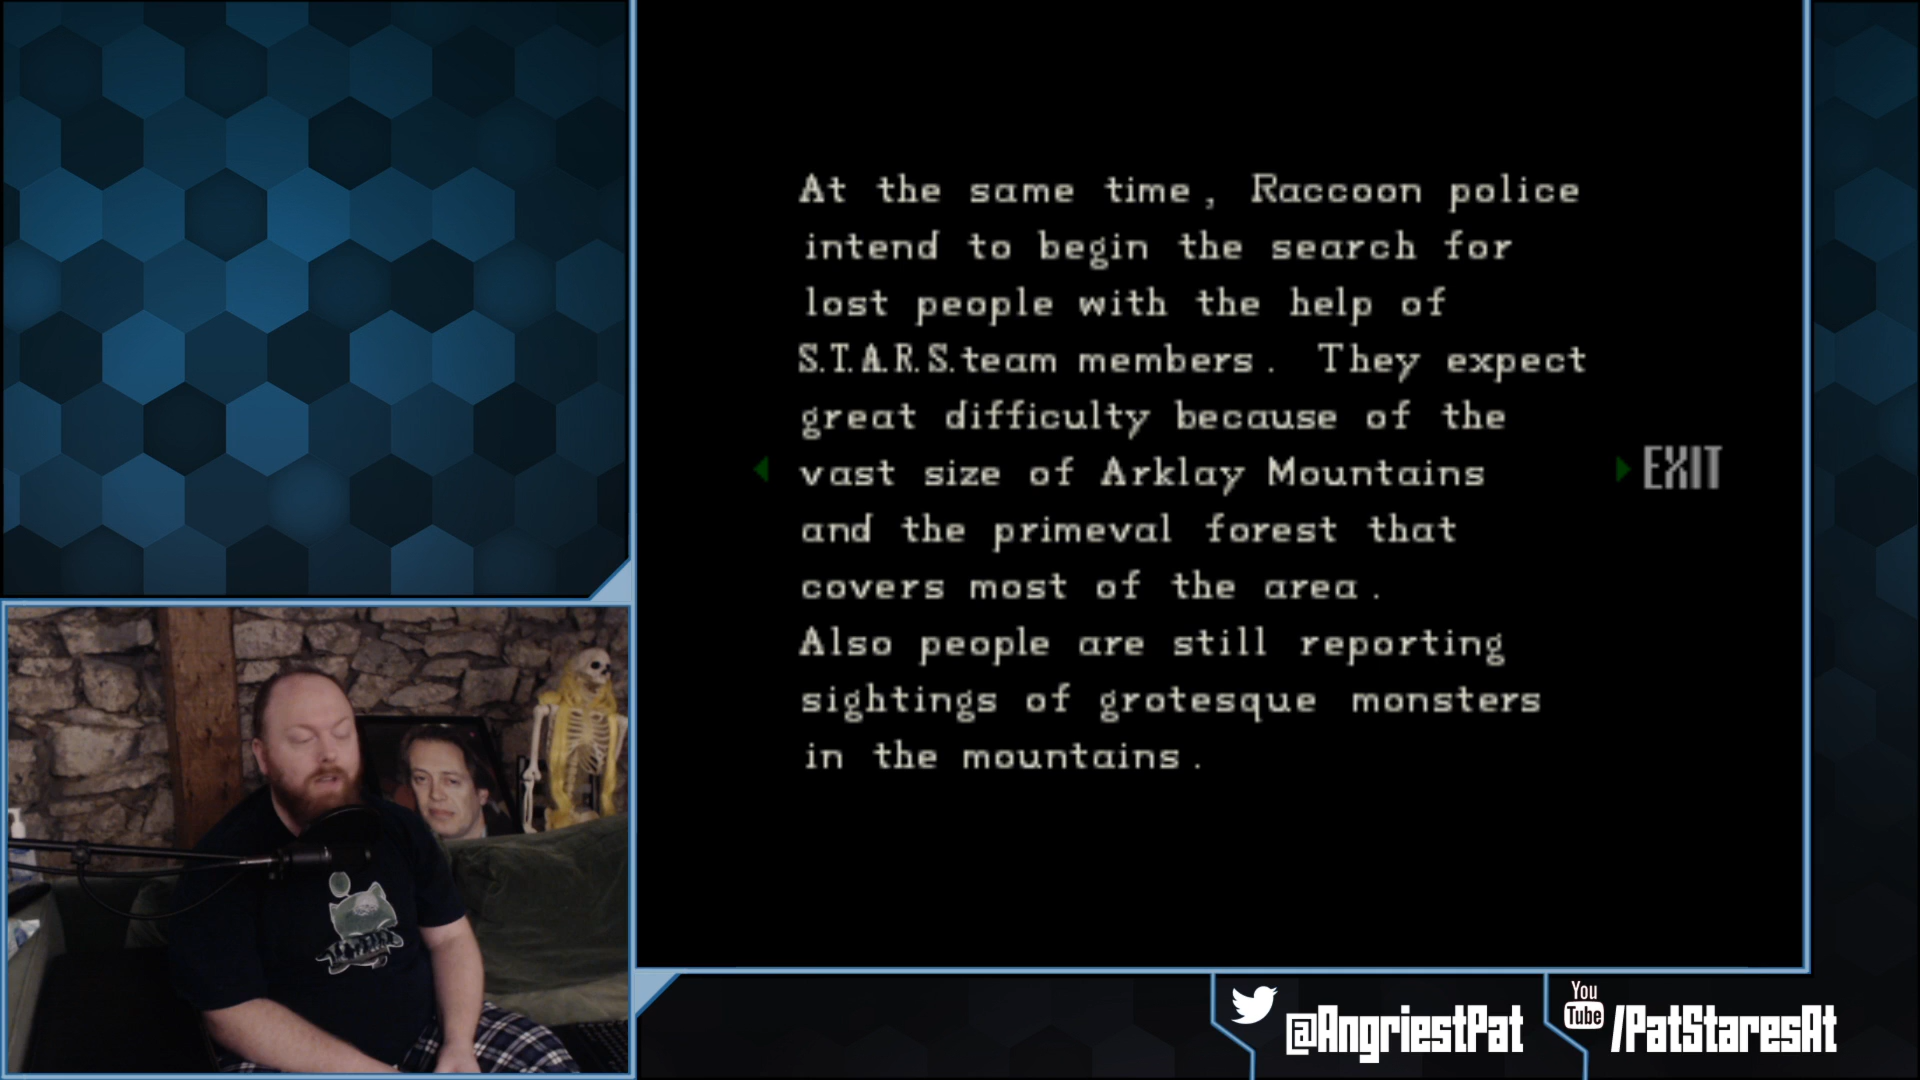 At the same time, Raccoon police
intend to begin the search for
lost people with the help of
S.T.A.R.S.team members. They expect
great difficulty because of the
vast size of Arklay Mountains
and the primeval forest that
covers most of the area.
Also people are still reporting
sightings of grotesque monsters
in the mountains.
EXIT
@AngriestPat
You
Tube
/PatStaresAt